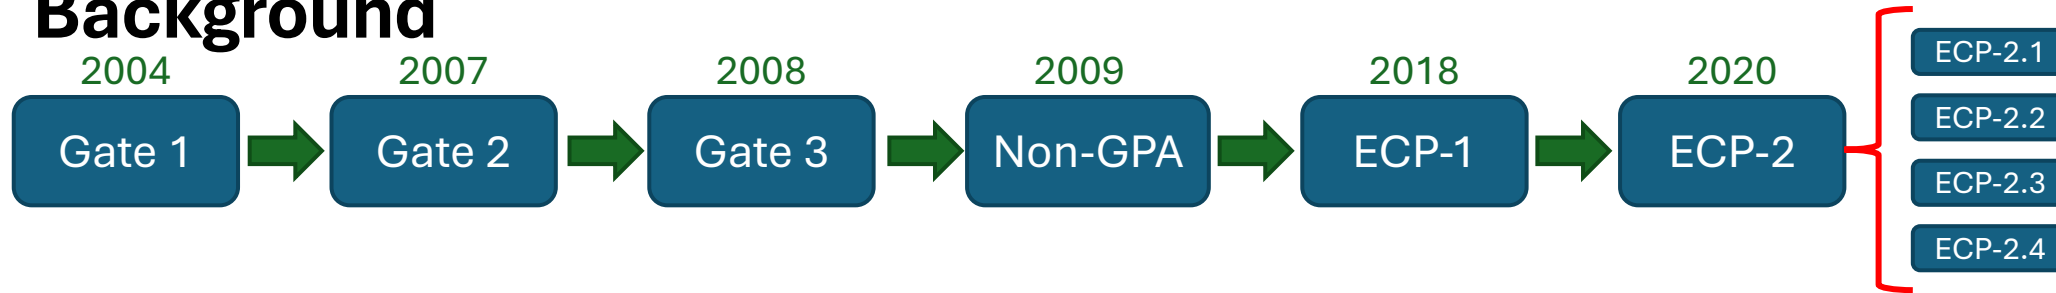 Background
2004 2007 2008 2009 2018 2020
Gate 1 Gate 2 Gate 3 Non-GPA ECP-1 ECP-2
ECP-2.1
ECP-2.2
ECP-2.3
ECP-2.4